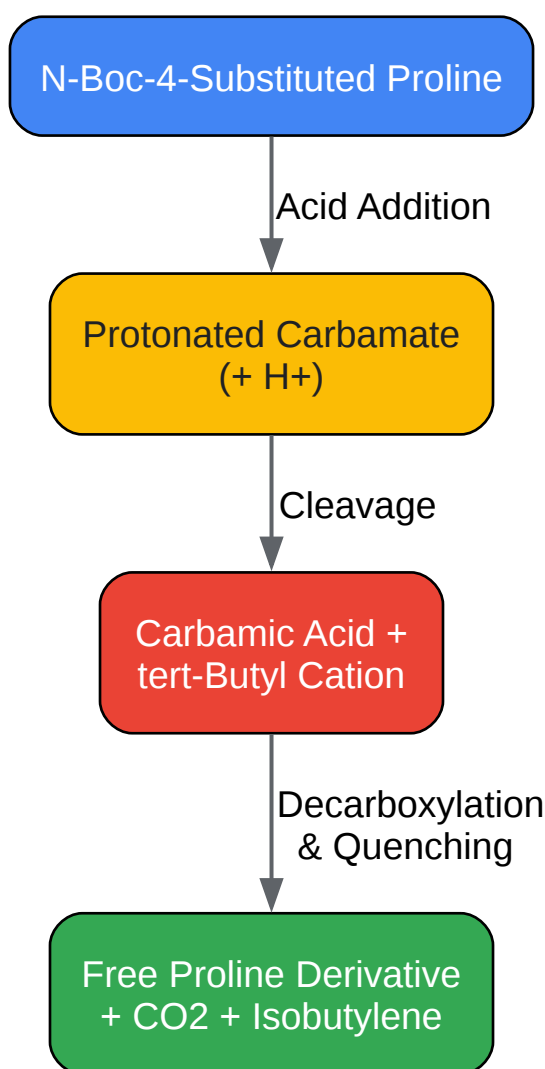 N-Boc-4-Substituted Proline
Acid Addition
Protonated Carbamate
(+ H+)
Cleavage
Carbamic Acid +
tert-Butyl Cation
Decarboxylation
& Quenching
Free Proline Derivative
+ CO2 + Isobutylene